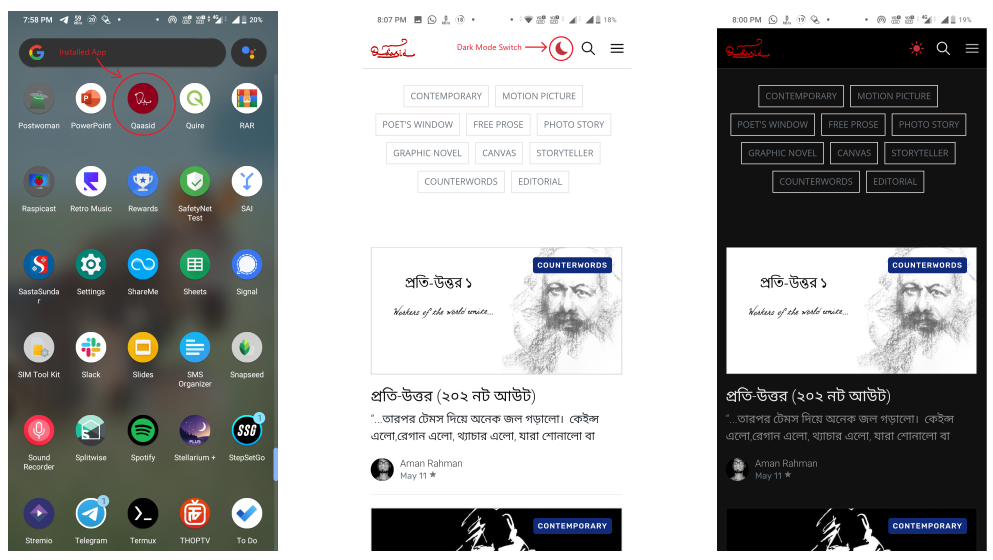 7:58 PM
20%
Installed App
Postwoman
PowerPoint
Qaasid
Quire
RAR
Raspicast
Retro Music
Rewards
SafetyNet
Test
SAI
SastaSunda
r
Settings
ShareMe
Sheets
Signal
SIM Tool Kit
Slack
Slides
SMS
Organizer
Snapseed
Sound
Recorder
Splitwise
Spotify
PLUS
Stellarium +
SSG
1
StepSetGo
Stremio
1
Telegram
Termux
THOPTV
To Do
8:07 PM
18%
Qaasid
Dark Mode Switch
CONTEMPORARY
MOTION PICTURE
POET'S WINDOW
FREE PROSE
PHOTO STORY
GRAPHIC NOVEL
CANVAS
STORYTELLER
COUNTERWORDS
EDITORIAL
COUNTERWORDS
প্রতি-উত্তর ১
Workers of the world unite...
প্রতি-উত্তর (২০২ নট আউট)
“...তারপর টেমস দিয়ে অনেক জল গড়ালো। কেইন্স
এলো,রেগান এলো, থ্যাচার এলো, যারা শোনালো বা
Aman Rahman
May 11 ★
CONTEMPORARY
8:00 PM
19%
Qaasid
CONTEMPORARY
MOTION PICTURE
POET'S WINDOW
FREE PROSE
PHOTO STORY
GRAPHIC NOVEL
CANVAS
STORYTELLER
COUNTERWORDS
EDITORIAL
COUNTERWORDS
প্রতি-উত্তর ১
Workers of the world unite...
প্রতি-উত্তর (২০২ নট আউট)
“...তারপর টেমস দিয়ে অনেক জল গড়ালো। কেইন্স
এলো,রেগান এলো, থ্যাচার এলো, যারা শোনালো বা
Aman Rahman
May 11 ★
CONTEMPORARY